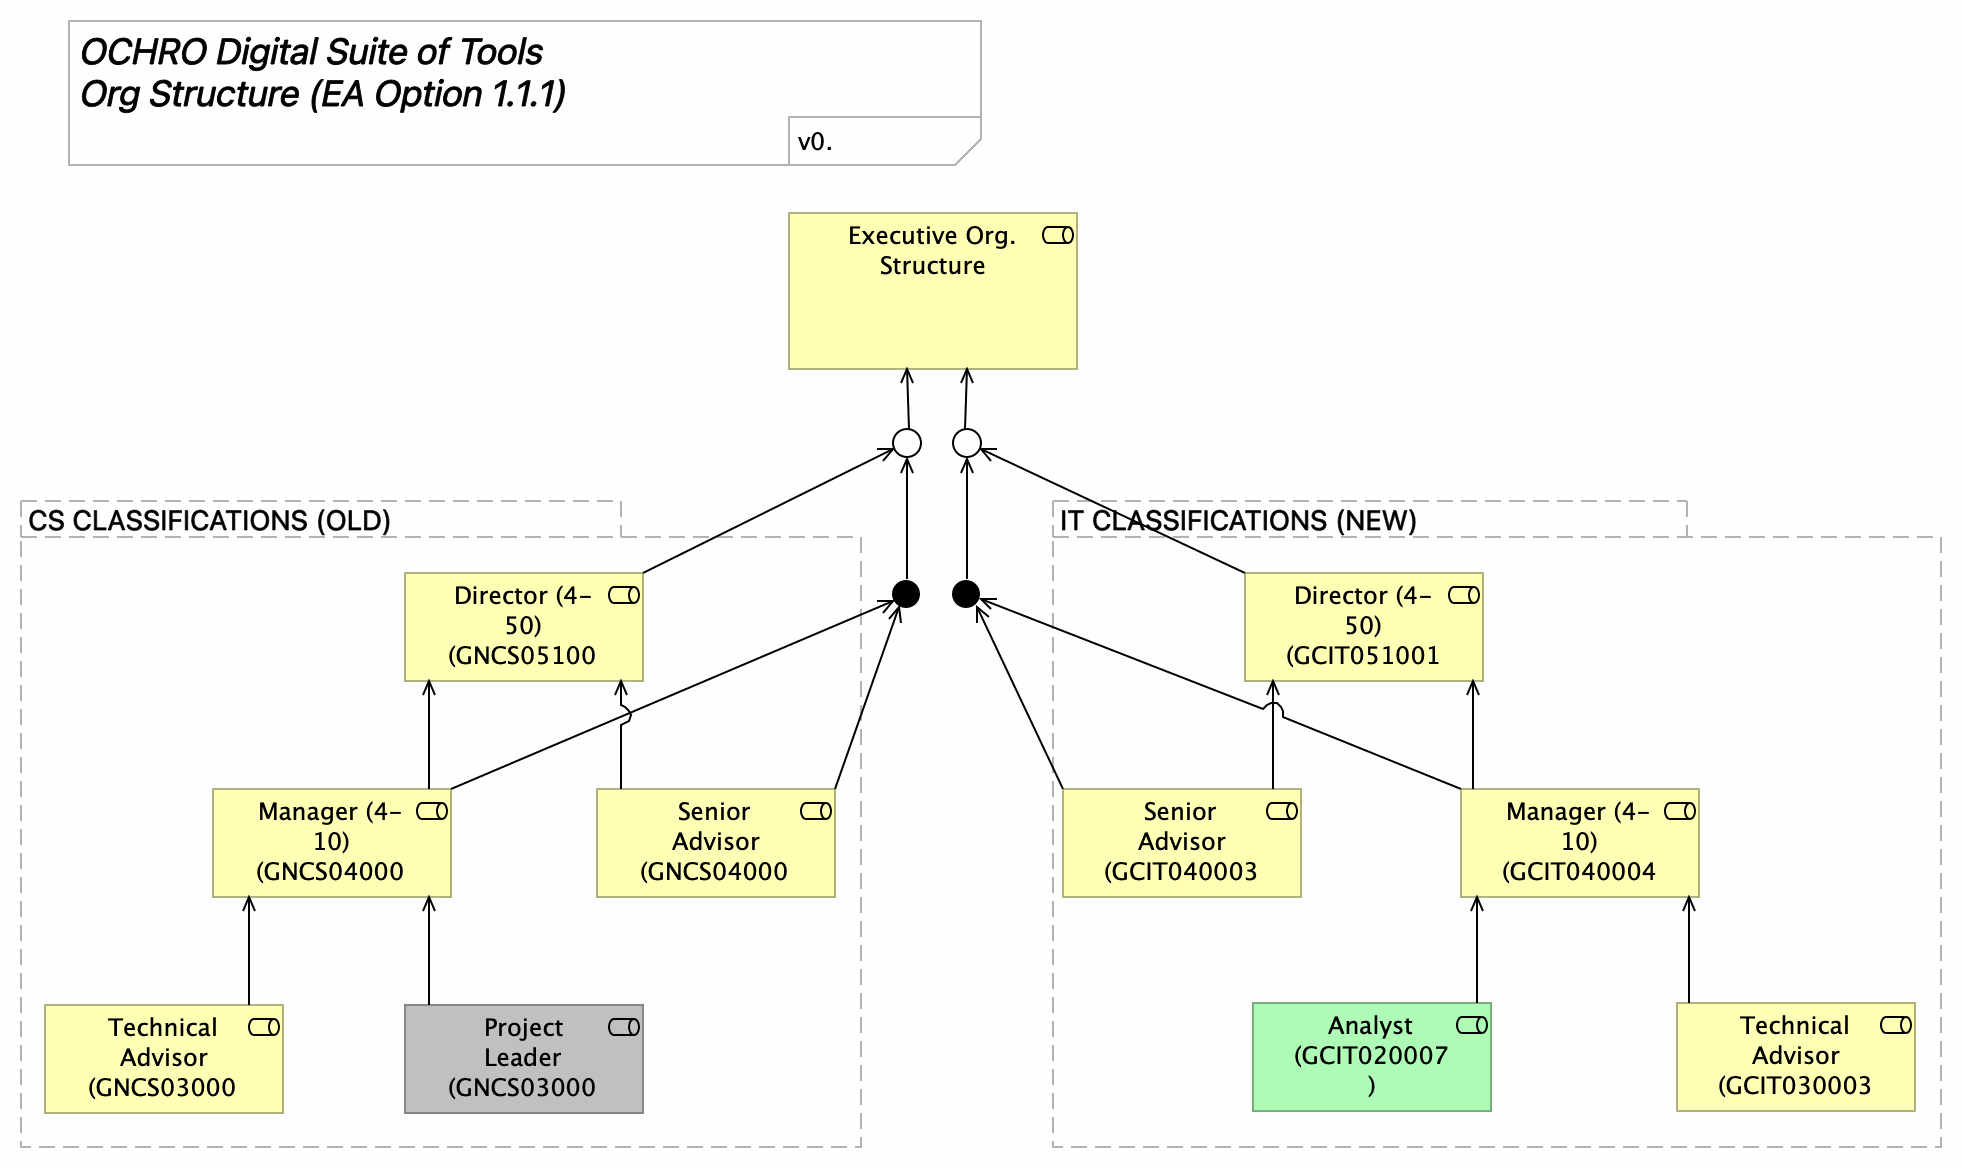 OCHRO Digital Suite of Tools
Org Structure (EA Option 1.1.1)
v0.
Executive Org.
Structure
CS CLASSIFICATIONS (OLD)
Director (4-
50)
(GNCS05100
Manager (4-
10)
(GNCS04000
Senior
Advisor
(GNCS04000
Technical
Advisor
(GNCS03000
Project
Leader
(GNCS03000
IT CLASSIFICATIONS (NEW)
Director (4-
50)
(GCIT051001
Senior
Advisor
(GCIT040003
Manager (4-
10)
(GCIT040004
Analyst
(GCIT020007
)
Technical
Advisor
(GCIT030003